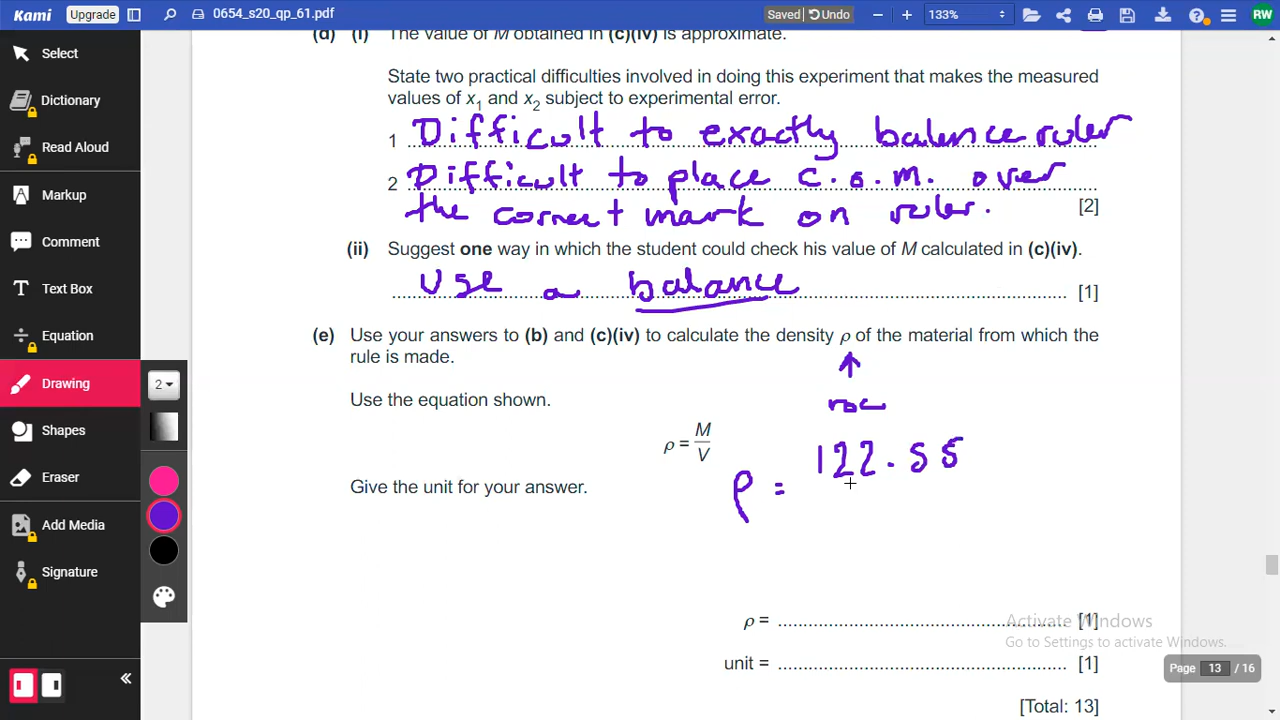 Kami Upgrade 0654_s20_qp_61.pdf Saved Undo 133% RW
Select
Dictionary
Read Aloud
Markup
Comment
Text Box
Equation
Drawing
2
Shapes
Eraser
Add Media
Signature
(d) (i) The value of M obtained in (c)(iv) is approximate.
State two practical difficulties involved in doing this experiment that makes the measured
values of x1 and x2 subject to experimental error.
1 Difficult to exactly balance ruler
2 Difficult to place c.o.m. over
the correct mark on ruler.
[2]
(ii) Suggest one way in which the student could check his value of M calculated in (c)(iv).
Use a balance [1]
(e) Use your answers to (b) and (c)(iv) to calculate the density ρ of the material from which the
rule is made.
Use the equation shown.
ρ = M/V
Give the unit for your answer.
ρ = 122.55
ρ = [1]
unit = [1]
[Total: 13]
Activate Windows
Go to Settings to activate Windows.
Page 13 / 16